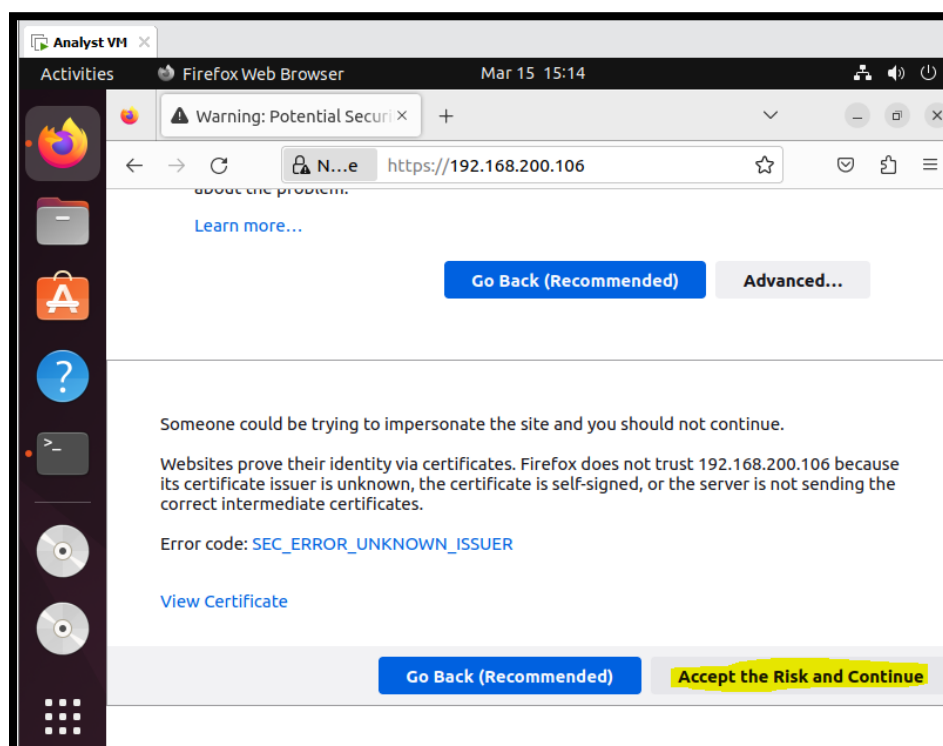 Analyst VM
Activities Firefox Web Browser Mar 15 15:14
Warning: Potential Securi
N...e https://192.168.200.106
about the problem.
Learn more...
Go Back (Recommended) Advanced...
Someone could be trying to impersonate the site and you should not continue.
Websites prove their identity via certificates. Firefox does not trust 192.168.200.106 because
its certificate issuer is unknown, the certificate is self-signed, or the server is not sending the
correct intermediate certificates.
Error code: SEC_ERROR_UNKNOWN_ISSUER
View Certificate
Go Back (Recommended) Accept the Risk and Continue